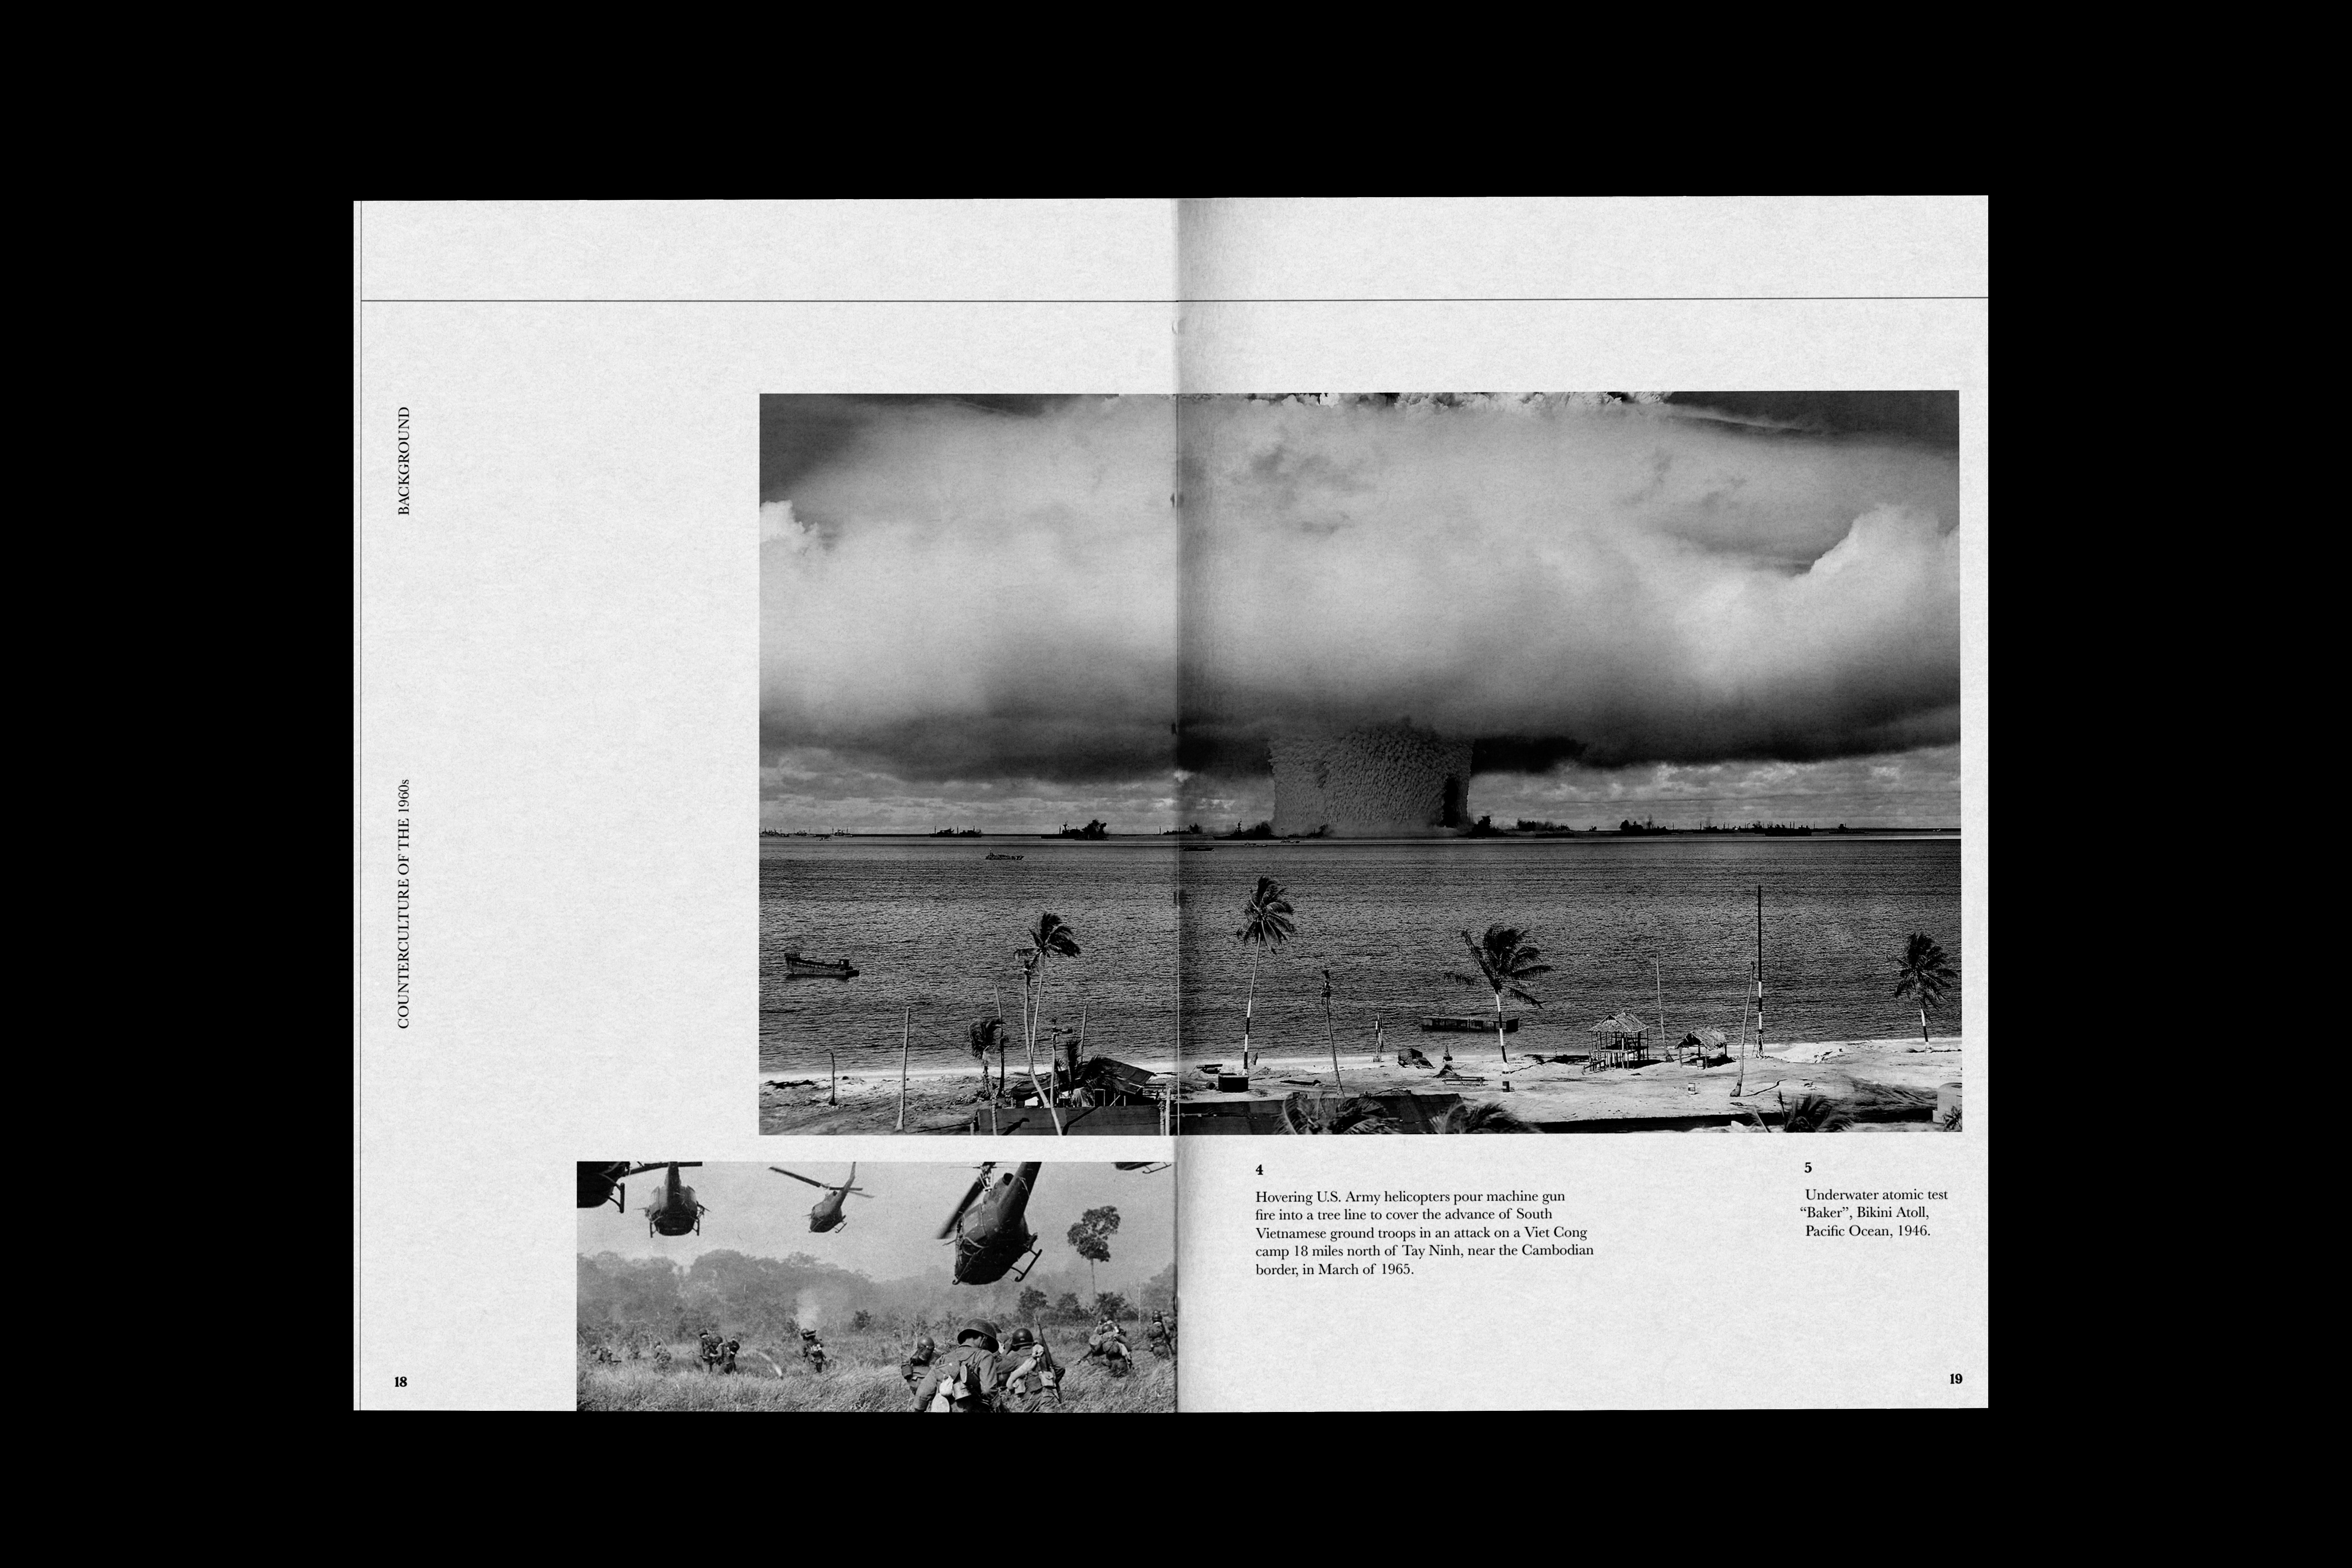 BACKGROUND
COUNTERCULTURE OF THE 1960s
18
4
Hovering U.S. Army helicopters pour machine gun
fire into a tree line to cover the advance of South
Vietnamese ground troops in an attack on a Viet Cong
camp 18 miles north of Tay Ninh, near the Cambodian
border, in March of 1965.
5
Underwater atomic test
“Baker”, Bikini Atoll,
Pacific Ocean, 1946.
19